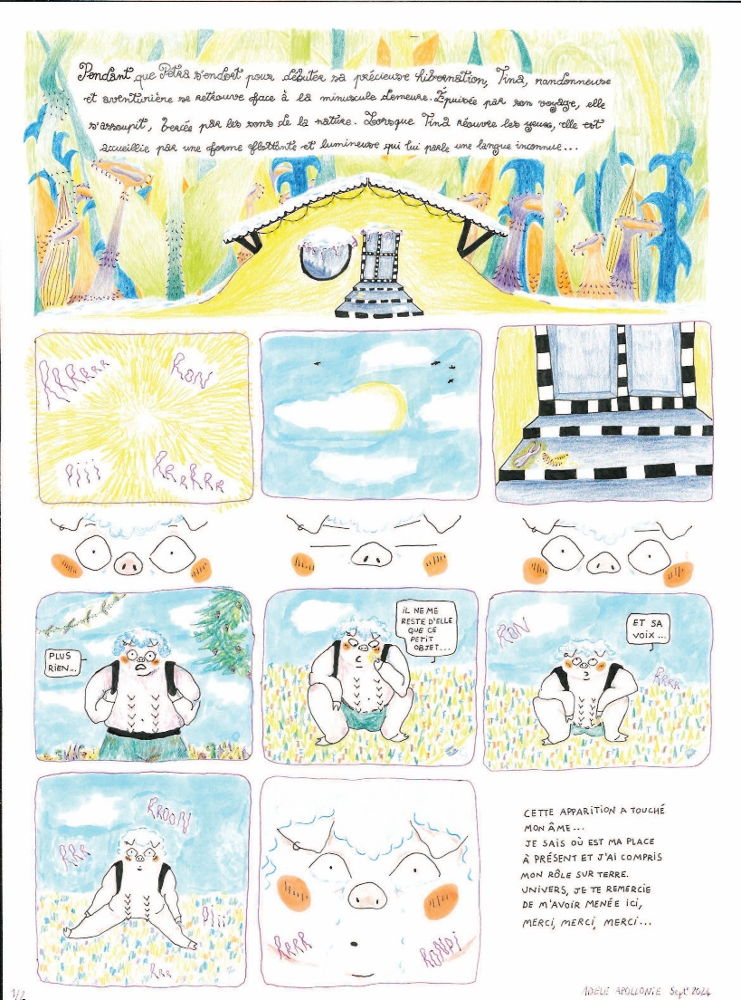 Pendant que Petra s'endort pour débuter sa précieuse hibernation, Tina, randonneuse
et aventurière se retrouve face à la minuscule demeure. Épuisée par son voyage, elle
s'assoupit, bercée par les sons de la nature. Lorsque Tina réouvre les yeux, elle est
accueillie par une forme flottante et lumineuse qui lui parle une langue inconnue...
RRRRRRR
RON
Piii
RRRRRR
PLUS
RIEN...
IL NE ME
RESTE D'ELLE
QUE CE
PETIT
OBJET...
RON
ET SA
VOIX...
RRRR
RROON
RRR
Piii
RRR
RRRR
RONPi
CETTE APPARITION A TOUCHÉ
MON ÂME...
JE SAIS OÙ EST MA PLACE
À PRÉSENT ET J'AI COMPRIS
MON RÔLE SUR TERRE.
UNIVERS, JE TE REMERCIE
DE M'AVOIR MENÉE ICI,
MERCI, MERCI, MERCI...
1/2
ADÈLE APOLLONIE Sept 2024